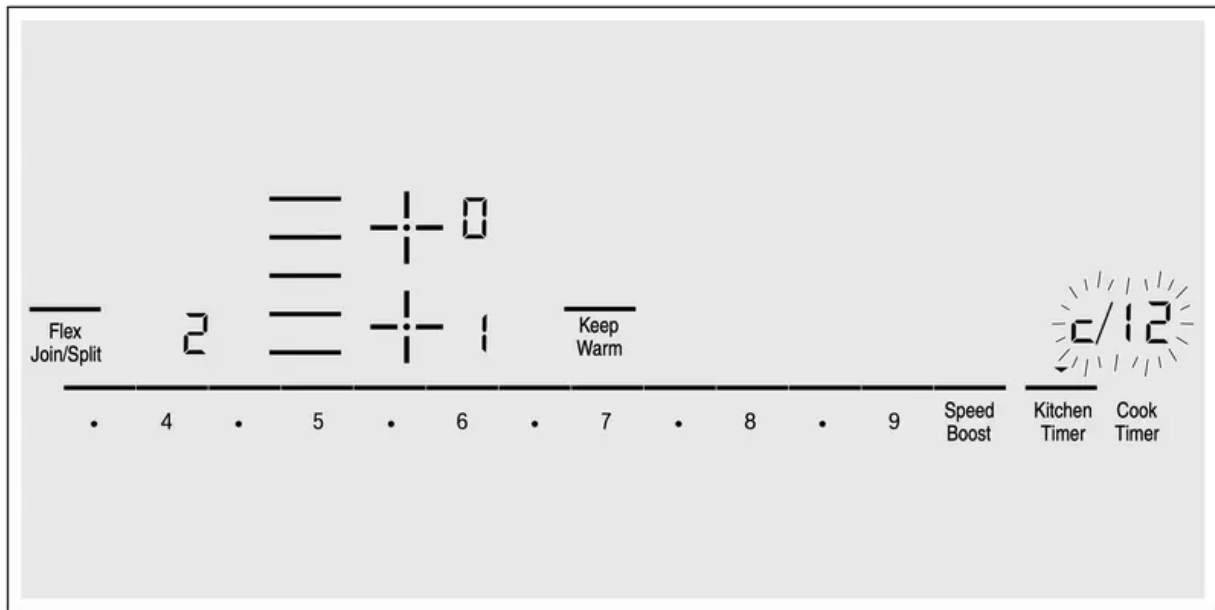 0
Flex
Join/Split
2
1
Keep
Warm
c/12
. 4 . 5 . 6 . 7 . 8 . 9
Speed
Boost
Kitchen
Timer
Cook
Timer